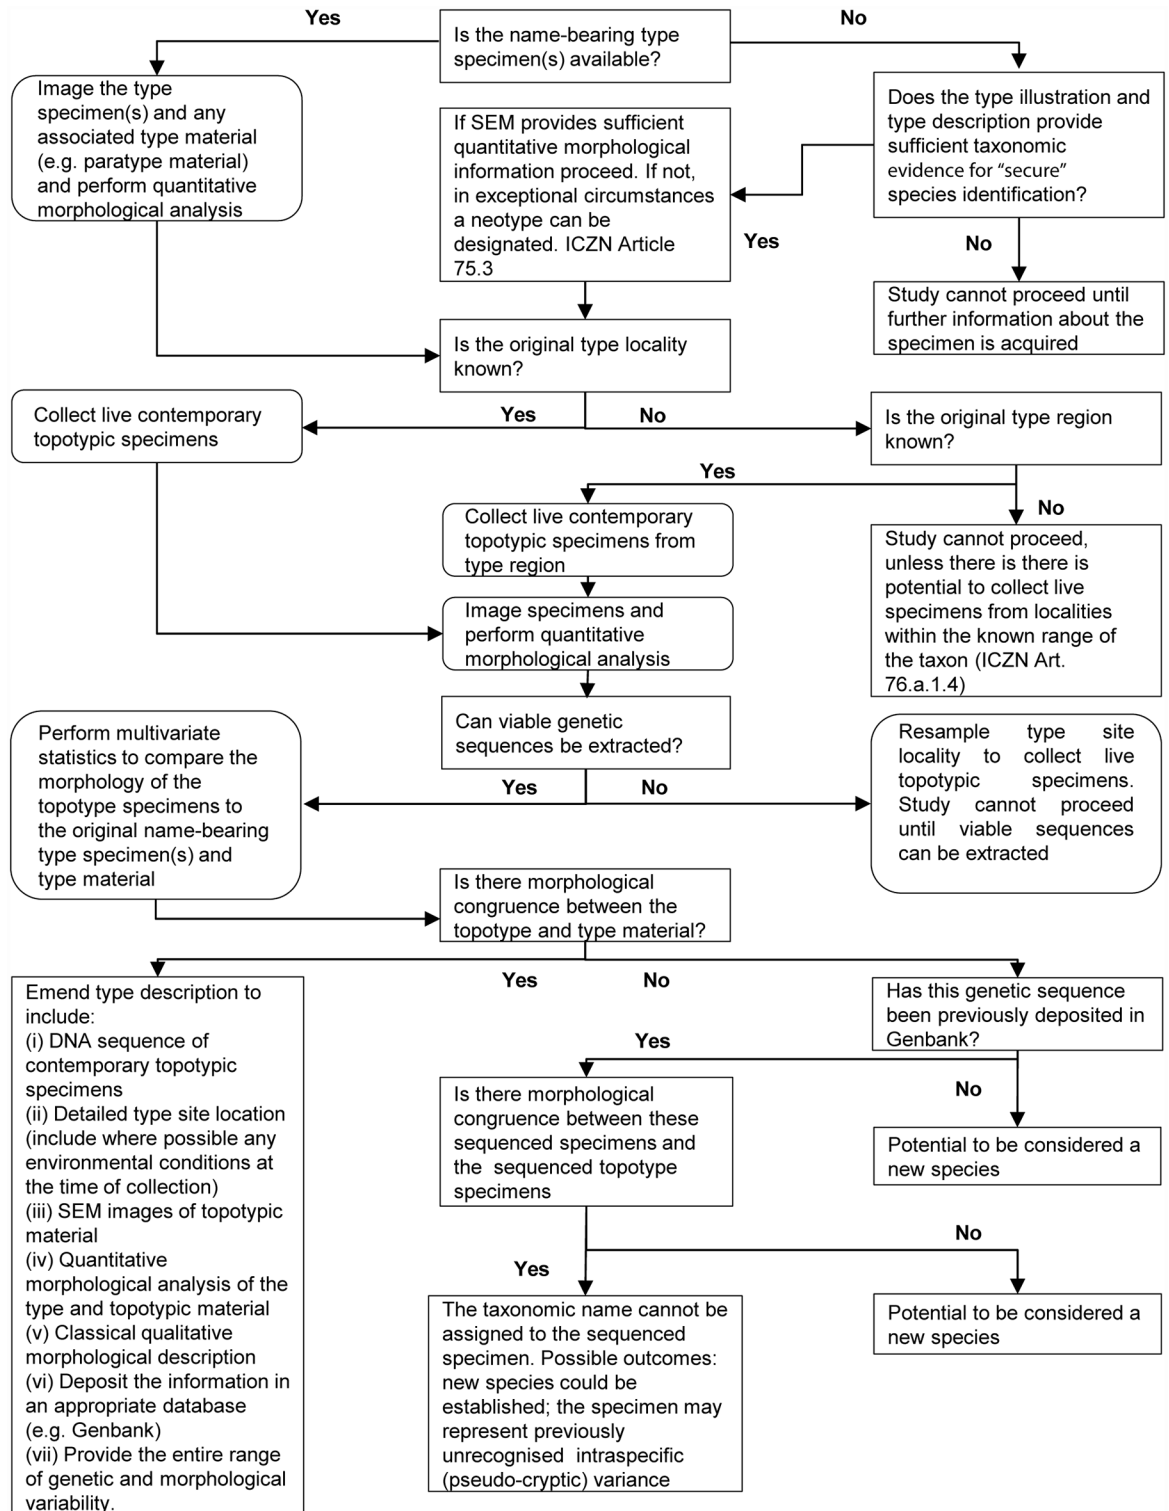 Yes
No
Is the name-bearing type
specimen(s) available?
Image the type
specimen(s) and any
associated type material
(e.g. paratype material)
and perform quantitative
morphological analysis
If SEM provides sufficient
quantitative morphological
information proceed. If not,
in exceptional circumstances
a neotype can be
designated. ICZN Article
75.3
Does the type illustration and
type description provide
sufficient taxonomic
evidence for “secure”
species identification?
Yes
No
Study cannot proceed until
further information about the
specimen is acquired
Is the original type locality
known?
Yes
No
Collect live contemporary
topotypic specimens
Is the original type region
known?
Yes
No
Collect live contemporary
topotypic specimens from
type region
Study cannot proceed,
unless there is there is
potential to collect live
specimens from localities
within the known range of
the taxon (ICZN Art.
76.a.1.4)
Image specimens and
perform quantitative
morphological analysis
Can viable genetic
sequences be extracted?
Yes
No
Perform multivariate
statistics to compare the
morphology of the
topotype specimens to
the original name-bearing
type specimen(s) and
type material
Resample type site
locality to collect live
topotypic specimens.
Study cannot proceed
until viable sequences
can be extracted
Is there morphological
congruence between the
topotype and type material?
Yes
No
Emend type description to
include:
(i) DNA sequence of
contemporary topotypic
specimens
(ii) Detailed type site location
(include where possible any
environmental conditions at
the time of collection)
(iii) SEM images of topotypic
material
(iv) Quantitative
morphological analysis of the
type and topotypic material
(v) Classical qualitative
morphological description
(vi) Deposit the information in
an appropriate database
(e.g. Genbank)
(vii) Provide the entire range
of genetic and morphological
variability.
Has this genetic sequence
been previously deposited in
Genbank?
Yes
No
Is there morphological
congruence between these
sequenced specimens and
the sequenced topotype
specimens
Potential to be considered a
new species
Yes
No
The taxonomic name cannot be
assigned to the sequenced
specimen. Possible outcomes:
new species could be
established; the specimen may
represent previously
unrecognised intraspecific
(pseudo-cryptic) variance
Potential to be considered a
new species